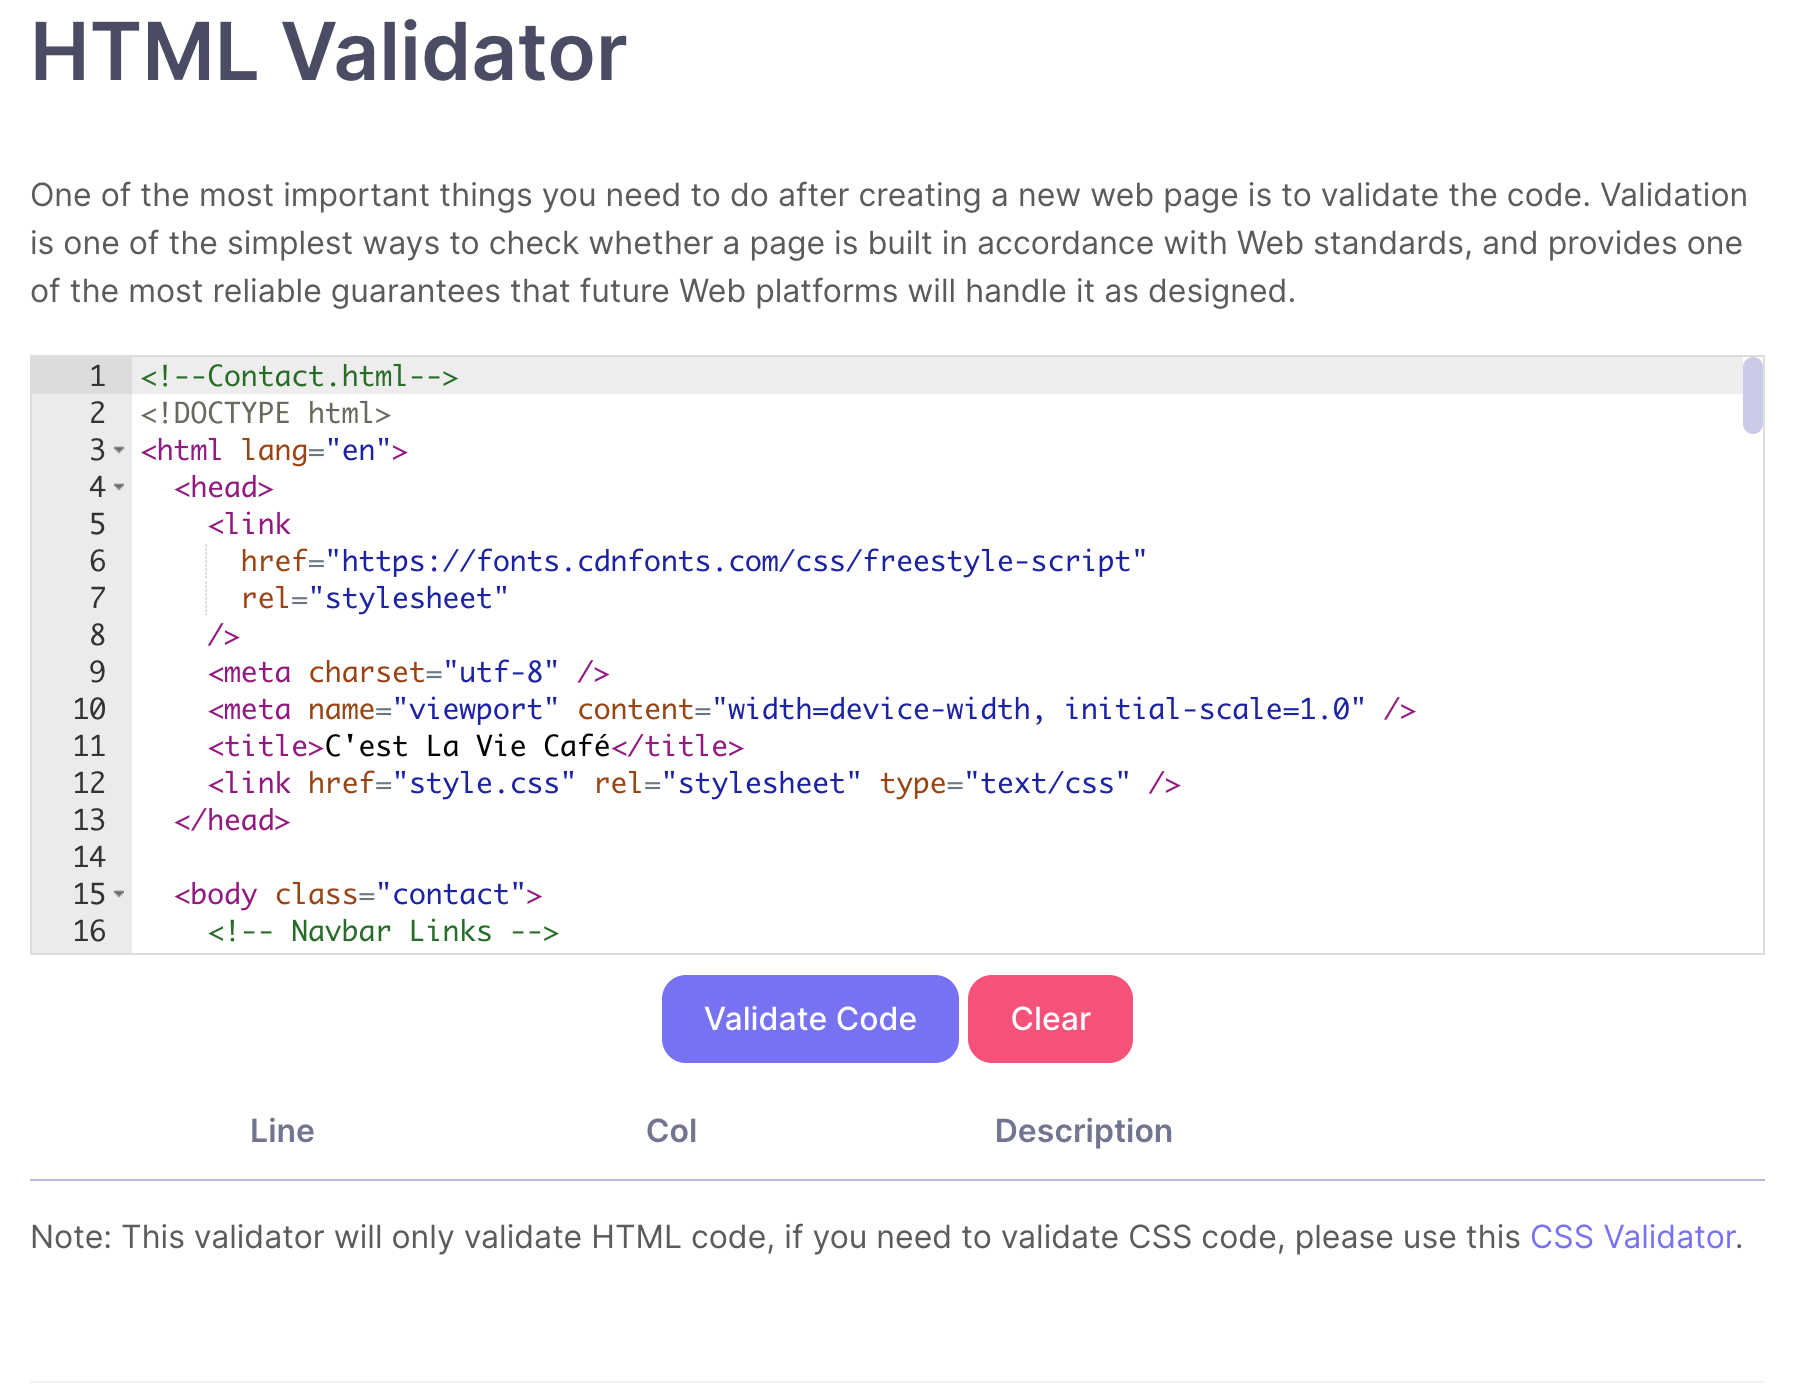 HTML Validator
One of the most important things you need to do after creating a new web page is to validate the code. Validation
is one of the simplest ways to check whether a page is built in accordance with Web standards, and provides one
of the most reliable guarantees that future Web platforms will handle it as designed.
1 <!--Contact.html-->
2 <!DOCTYPE html>
3 <html lang="en">
4   <head>
5     <link
6       href="https://fonts.cdnfonts.com/css/freestyle-script"
7       rel="stylesheet"
8     />
9     <meta charset="utf-8" />
10     <meta name="viewport" content="width=device-width, initial-scale=1.0" />
11     <title>C'est La Vie Café</title>
12     <link href="style.css" rel="stylesheet" type="text/css" />
13   </head>
14
15   <body class="contact">
16     <!-- Navbar Links -->
Validate Code Clear
Line Col Description
Note: This validator will only validate HTML code, if you need to validate CSS code, please use this CSS Validator.